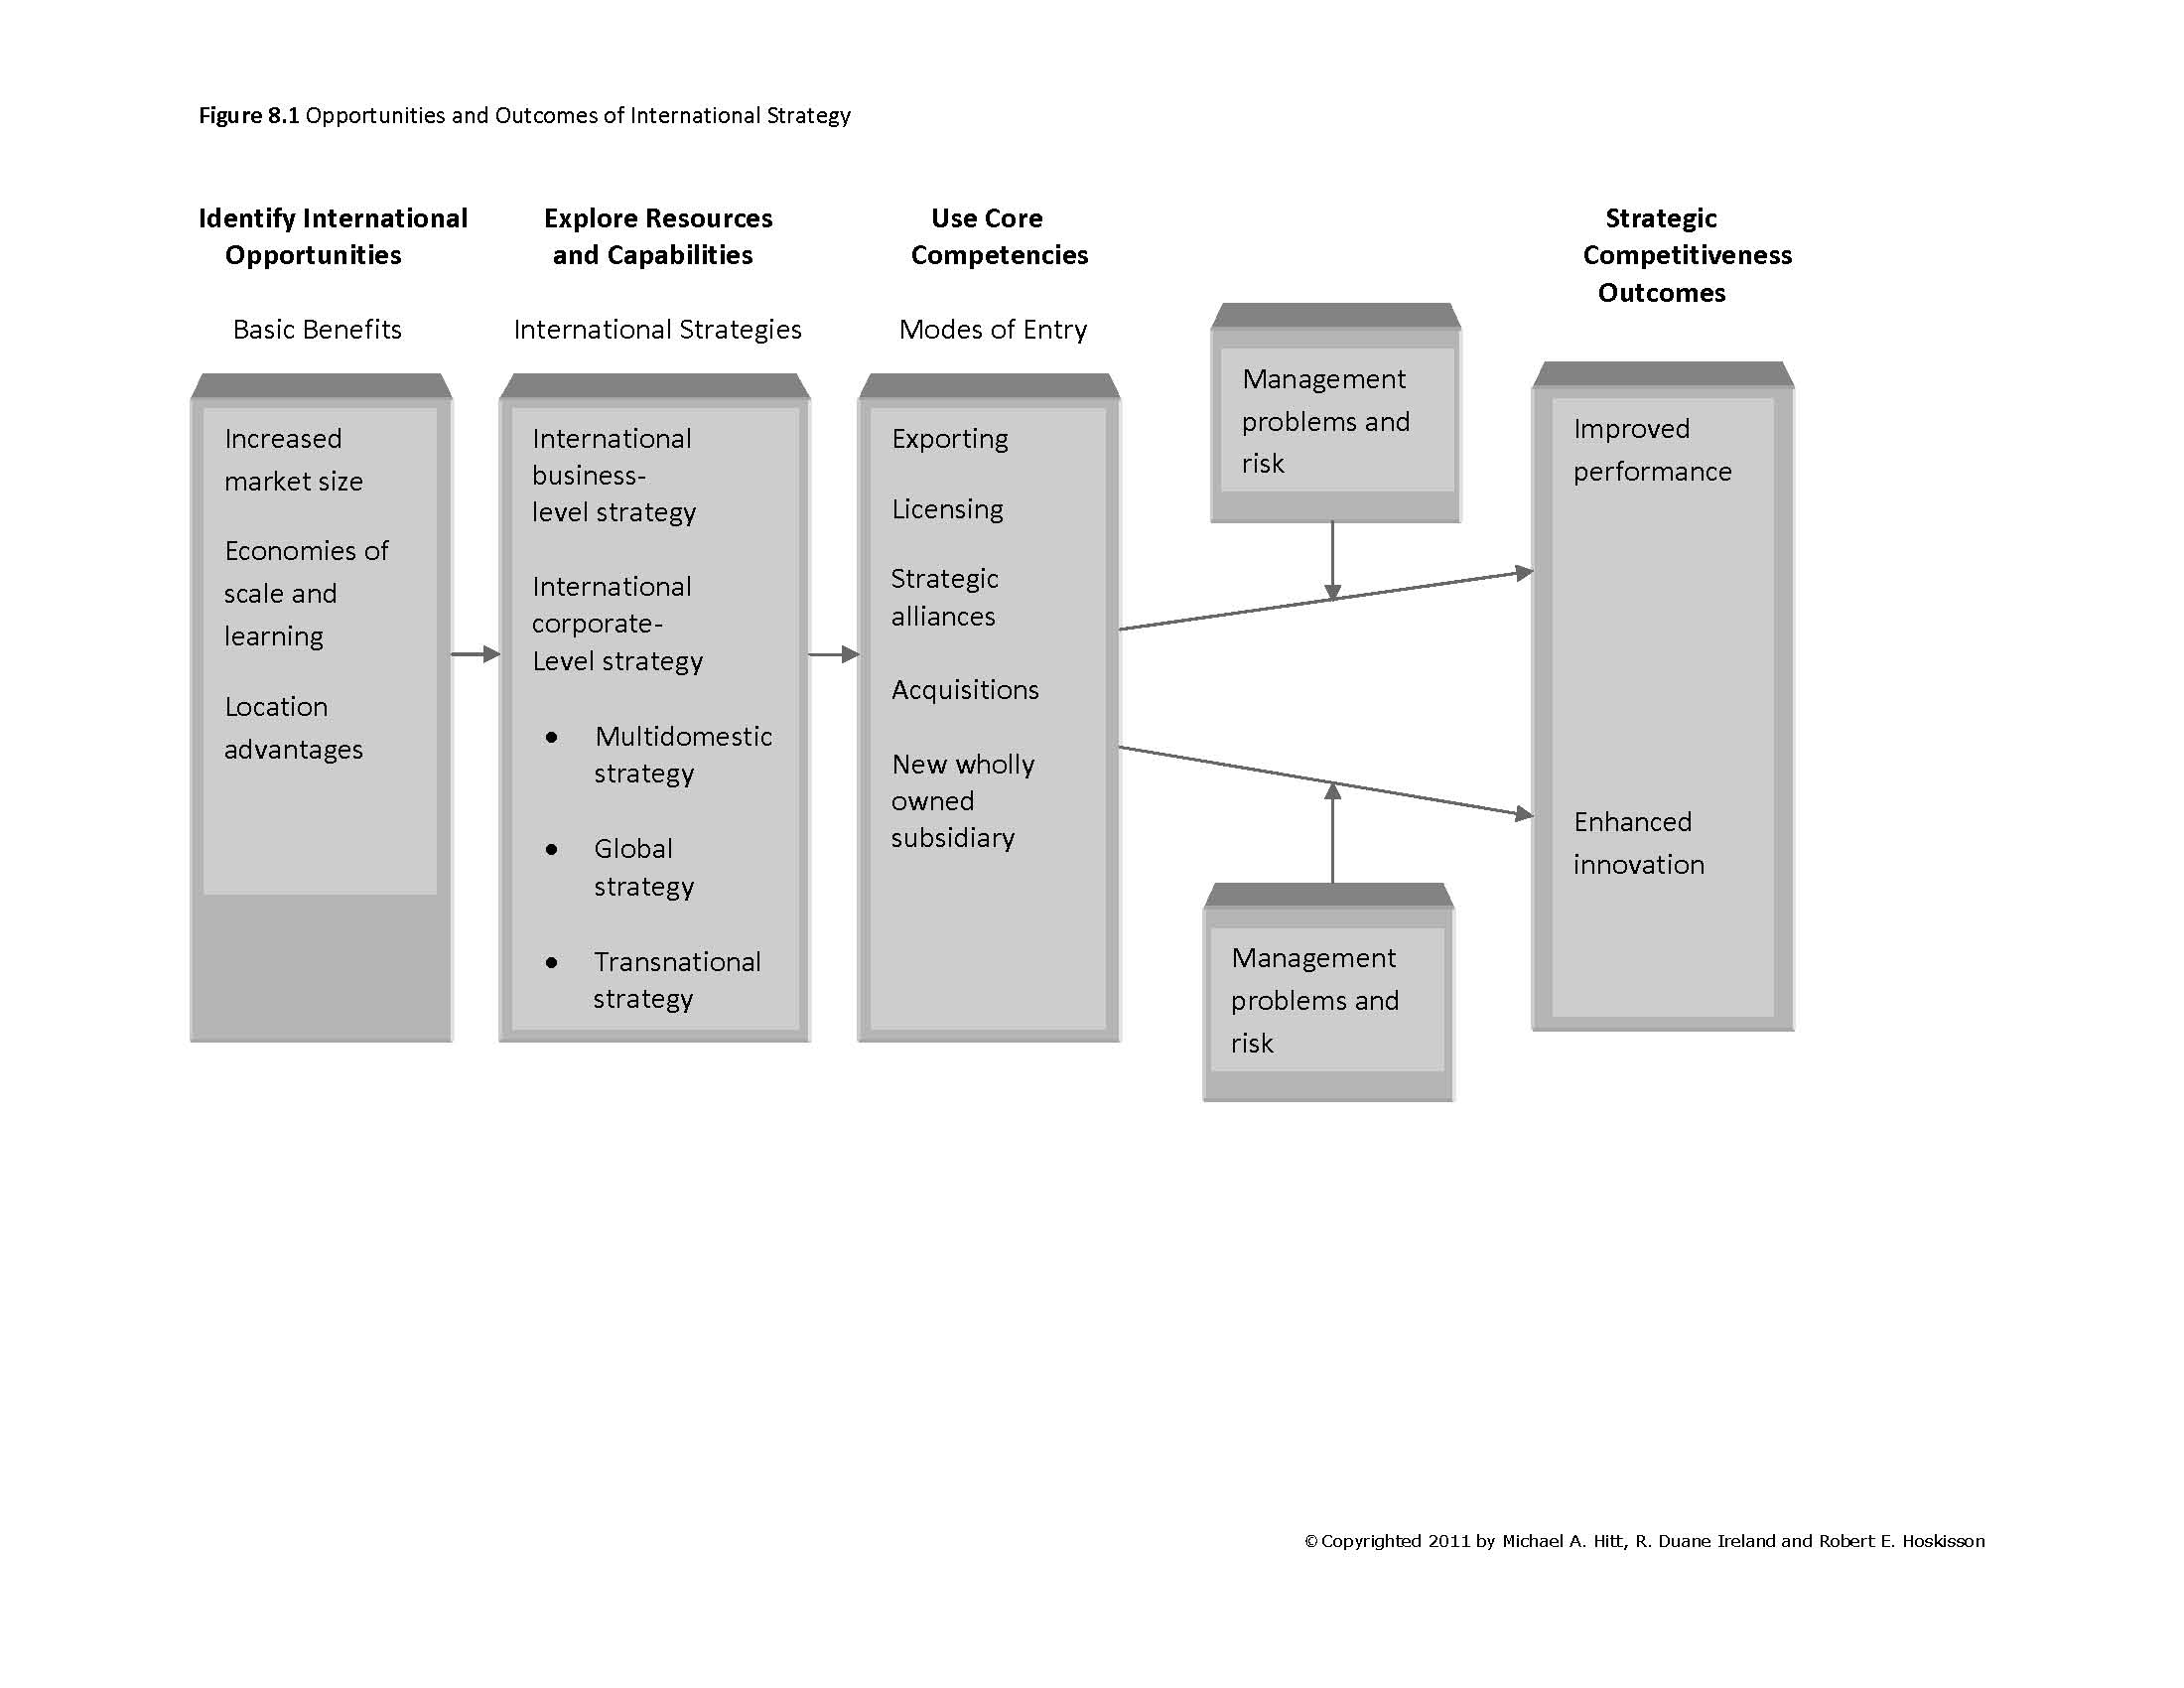 Figure 8.1 Opportunities and Outcomes of International Strategy
Identify International
Opportunities
Basic Benefits
Increased
market size
Economies of
scale and
learning
Location
advantages
Explore Resources
and Capabilities
International Strategies
International
business-
level strategy
International
corporate-
Level strategy
• Multidomestic
strategy
• Global
strategy
• Transnational
strategy
Use Core
Competencies
Modes of Entry
Exporting
Licensing
Strategic
alliances
Acquisitions
New wholly
owned
subsidiary
Management
problems and
risk
Management
problems and
risk
Strategic
Competitiveness
Outcomes
Improved
performance
Enhanced
innovation
©Copyrighted 2011 by Michael A. Hitt, R. Duane Ireland and Robert E. Hoskisson